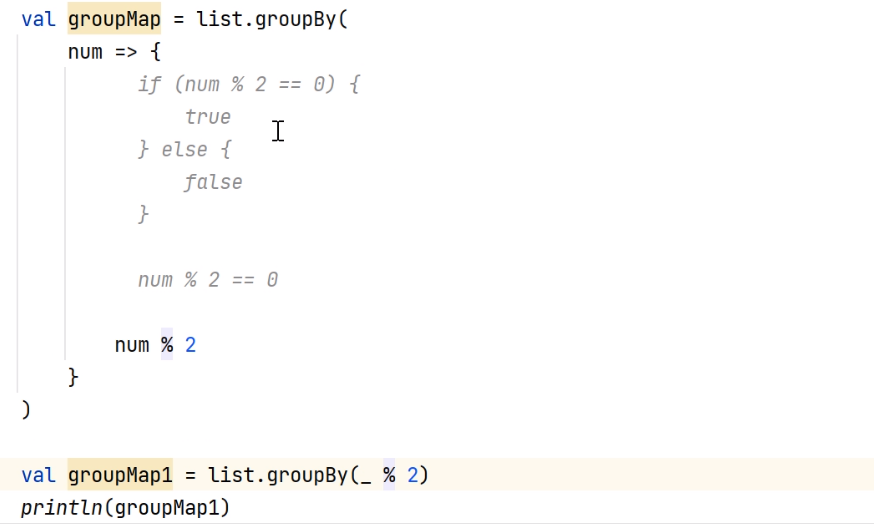 val groupMap = list.groupBy(
num => {
if (num % 2 == 0) {
true
} else {
false
}
num % 2 == 0
num % 2
}
)
val groupMap1 = list.groupBy(_ % 2)
println(groupMap1)